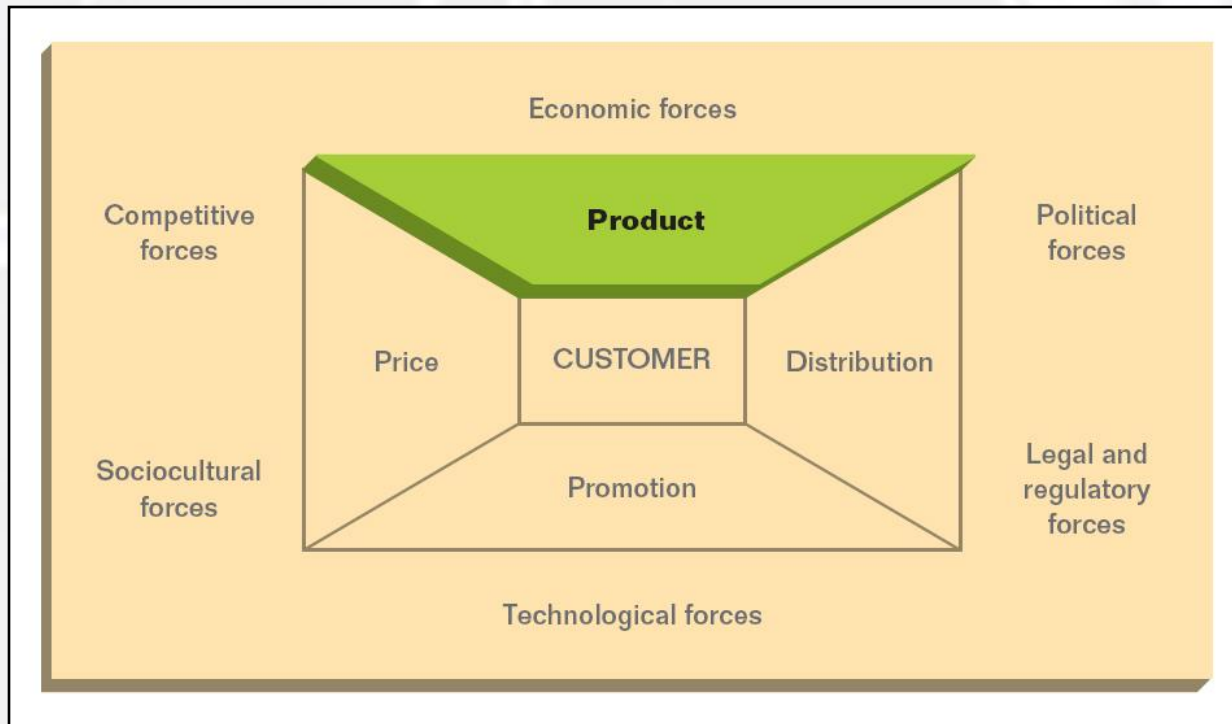 Economic forces
Competitive
forces
Product
Political
forces
Price
CUSTOMER
Distribution
Sociocultural
forces
Promotion
Legal and
regulatory
forces
Technological forces